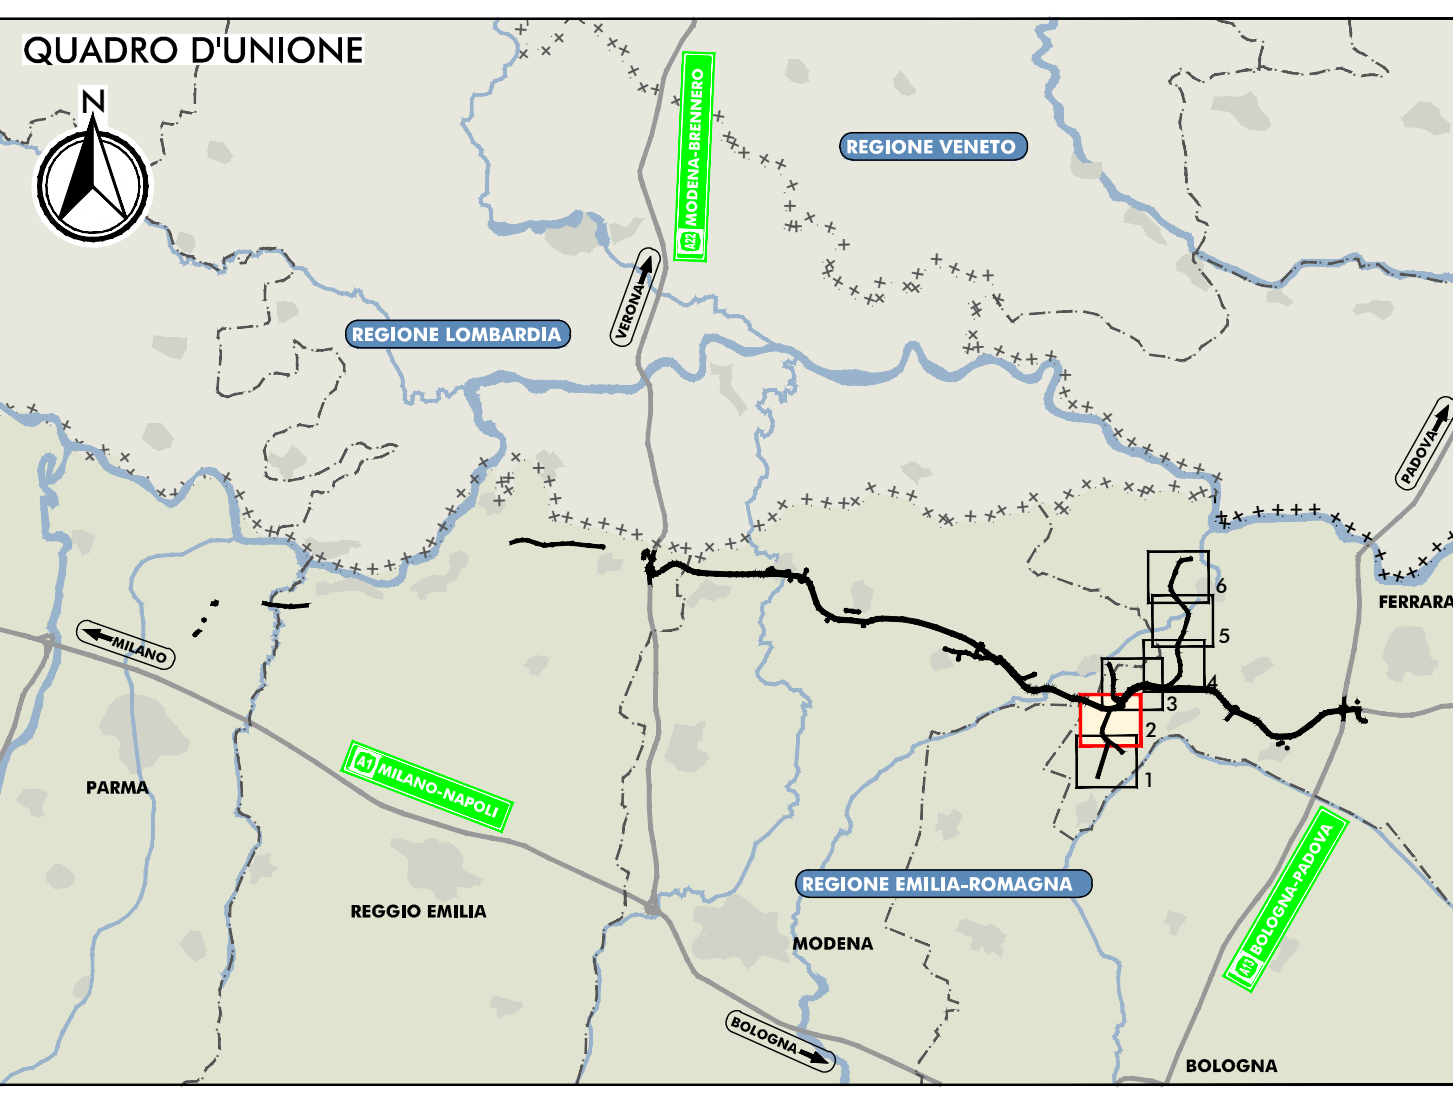 QUADRO D'UNIONE
N
A22 MODENA-BRENNERO
REGIONE VENETO
VERONA
REGIONE LOMBARDIA
PADOVA
6
FERRARA
5
MILANO
4
3
2
1
PARMA
A1 MILANO-NAPOLI
A13 BOLOGNA-PADOVA
REGIONE EMILIA-ROMAGNA
REGGIO EMILIA
MODENA
BOLOGNA
BOLOGNA